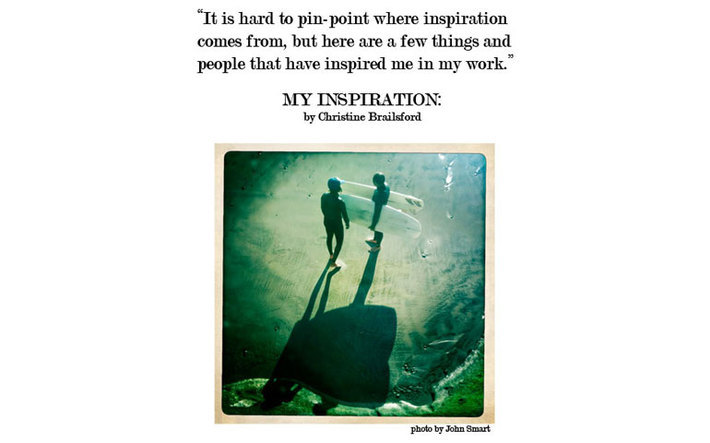 “It is hard to pin-point where inspiration
comes from, but here are a few things and
people that have inspired me in my work.”
MY INSPIRATION:
by Christine Brailsford
photo by John Smart